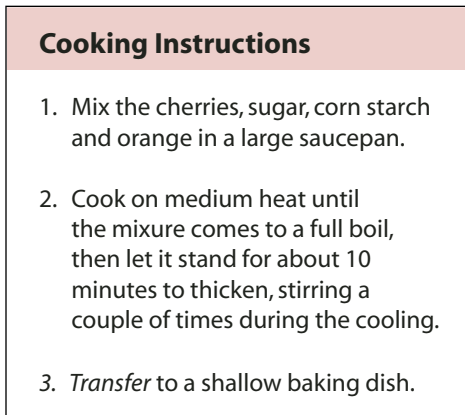 Cooking Instructions
1. Mix the cherries, sugar, corn starch
and orange in a large saucepan.
2. Cook on medium heat until
the mixure comes to a full boil,
then let it stand for about 10
minutes to thicken, stirring a
couple of times during the cooling.
3. Transfer to a shallow baking dish.